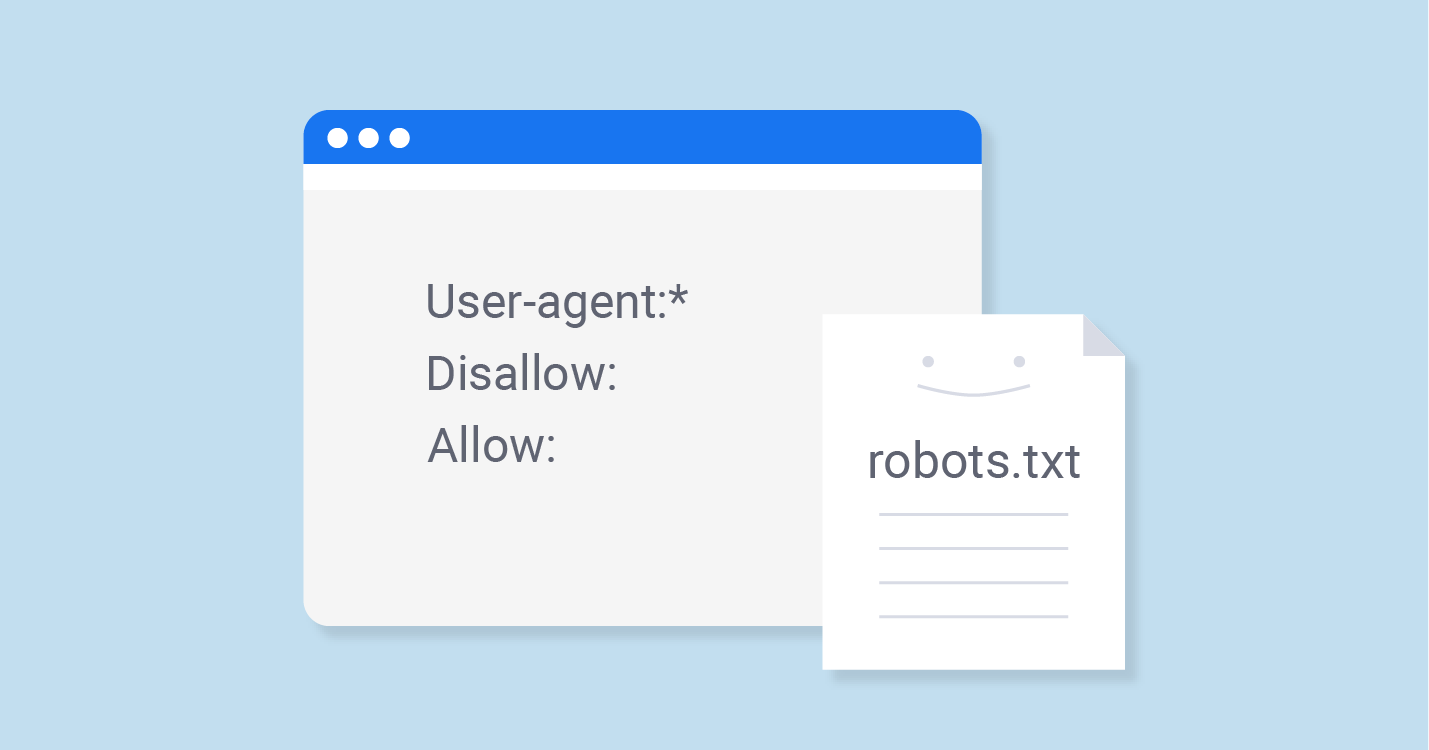 User-agent:*
Disallow:
Allow:
robots.txt